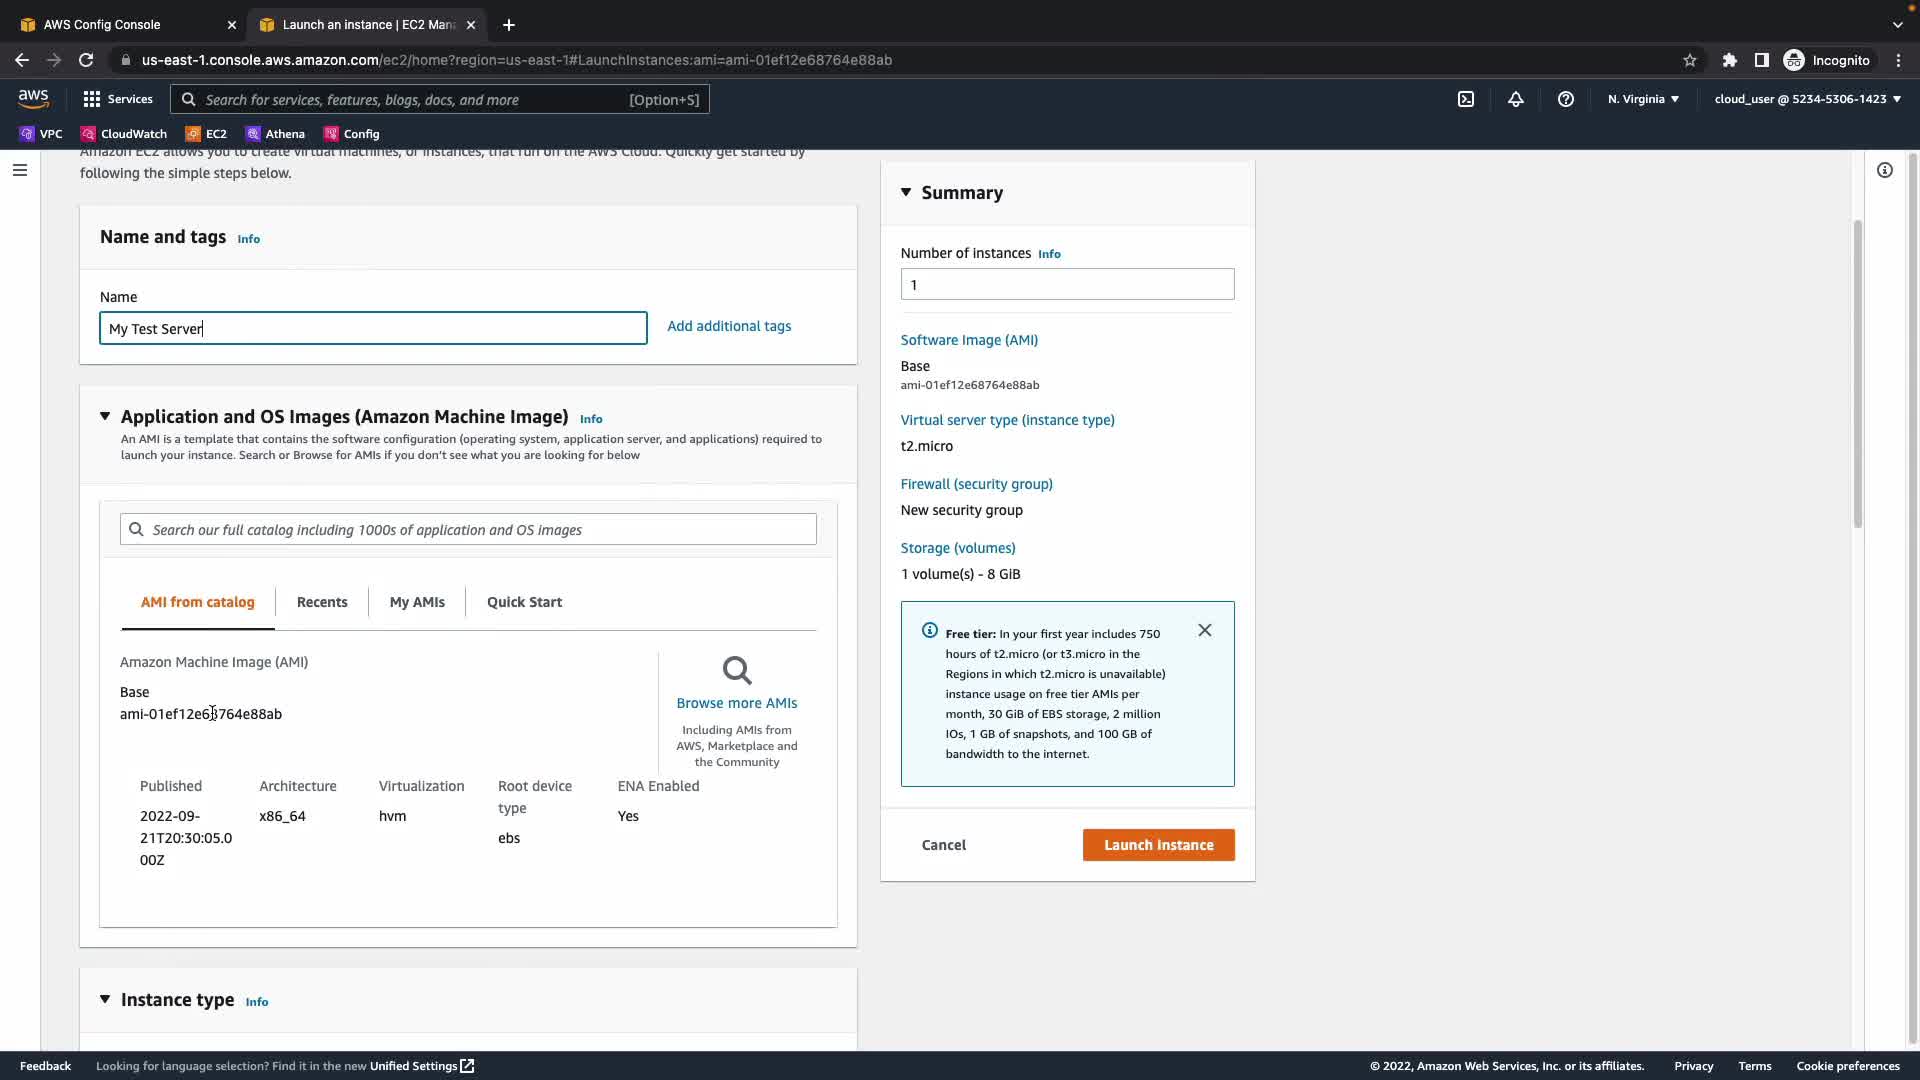 AWS Config Console
Launch an instance | EC2 Mana
us-east-1.console.aws.amazon.com/ec2/home?region=us-east-1#LaunchInstances:ami=ami-01ef12e68764e88ab
Incognito
aws
Services
Search for services, features, blogs, docs, and more
[Option+S]
N. Virginia
cloud_user @ 5234-5306-1423
VPC
CloudWatch
EC2
Athena
Config
Amazon EC2 allows you to create virtual machines, or instances, that run on the AWS Cloud. Quickly get started by
following the simple steps below.
Name and tags Info
Name
My Test Server
Add additional tags
Application and OS Images (Amazon Machine Image) Info
An AMI is a template that contains the software configuration (operating system, application server, and applications) required to
launch your instance. Search or Browse for AMIs if you don't see what you are looking for below
Search our full catalog including 1000s of application and OS images
AMI from catalog
Recents
My AMIs
Quick Start
Amazon Machine Image (AMI)
Base
ami-01ef12e68764e88ab
Browse more AMIs
Including AMIs from
AWS, Marketplace and
the Community
Published
2022-09-
21T20:30:05.0
00Z
Architecture
x86_64
Virtualization
hvm
Root device
type
ebs
ENA Enabled
Yes
Instance type Info
Summary
Number of instances Info
1
Software Image (AMI)
Base
ami-01ef12e68764e88ab
Virtual server type (instance type)
t2.micro
Firewall (security group)
New security group
Storage (volumes)
1 volume(s) - 8 GiB
Free tier: In your first year includes 750
hours of t2.micro (or t3.micro in the
Regions in which t2.micro is unavailable)
instance usage on free tier AMIs per
month, 30 GiB of EBS storage, 2 million
IOs, 1 GB of snapshots, and 100 GB of
bandwidth to the internet.
Cancel
Launch instance
Feedback
Looking for language selection? Find it in the new Unified Settings
© 2022, Amazon Web Services, Inc. or its affiliates.
Privacy
Terms
Cookie preferences